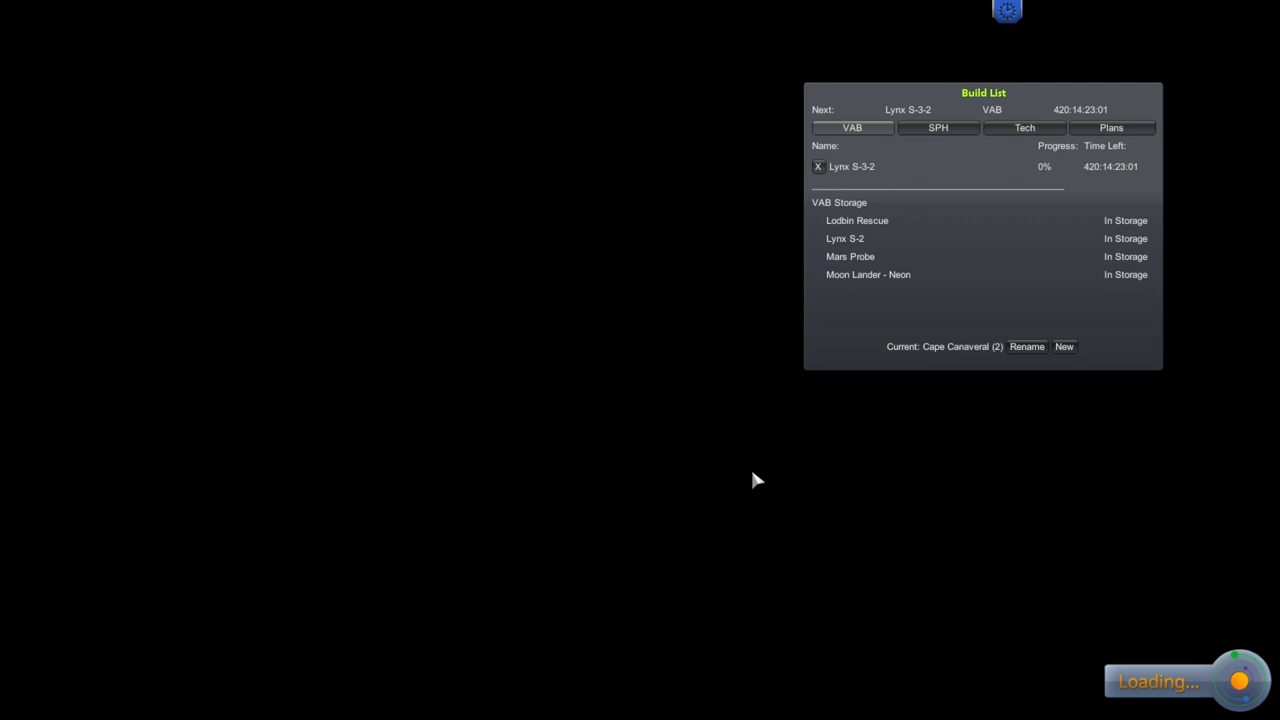 Build List
Next: Lynx S-3-2 VAB 420:14:23:01
VAB SPH Tech Plans
Name: Progress: Time Left:
X Lynx S-3-2 0% 420:14:23:01
VAB Storage
Lodbin Rescue In Storage
Lynx S-2 In Storage
Mars Probe In Storage
Moon Lander - Neon In Storage
Current: Cape Canaveral (2) Rename New
Loading...